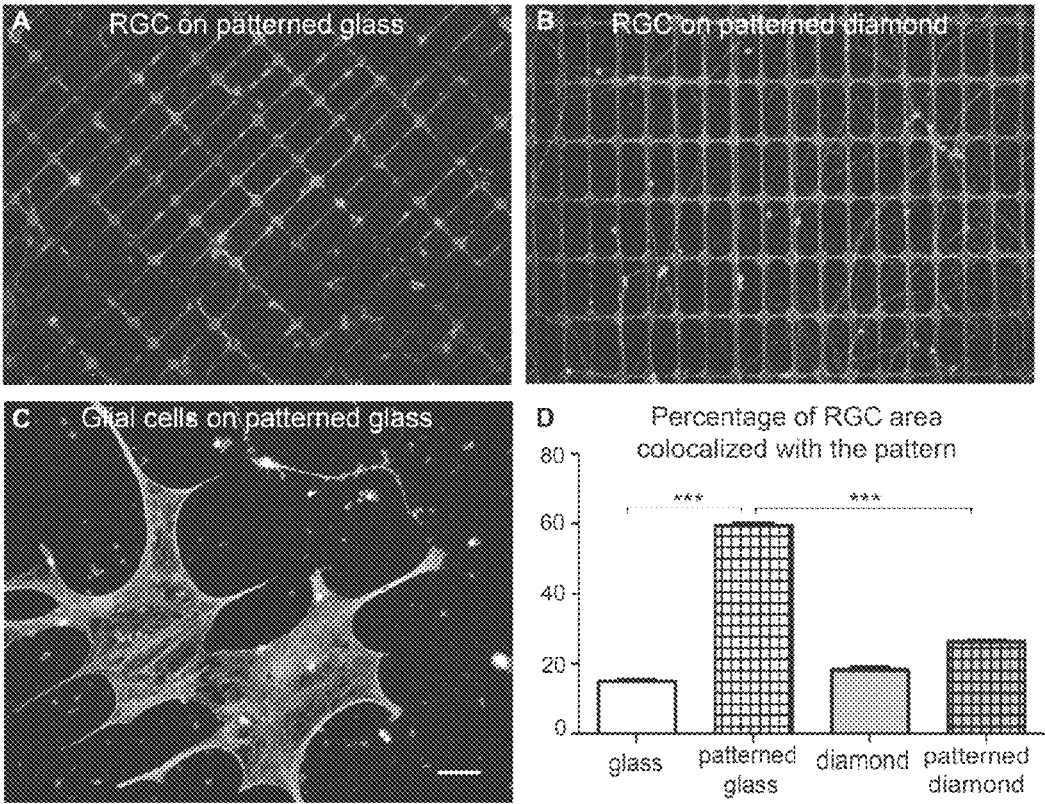 A RGC on patterned glass
B RGC on patterned diamond
C Glial cells on patterned glass
D Percentage of RGC area
colocalized with the pattern
80
60
40
20
0
***
***
glass
patterned
glass
diamond
patterned
diamond